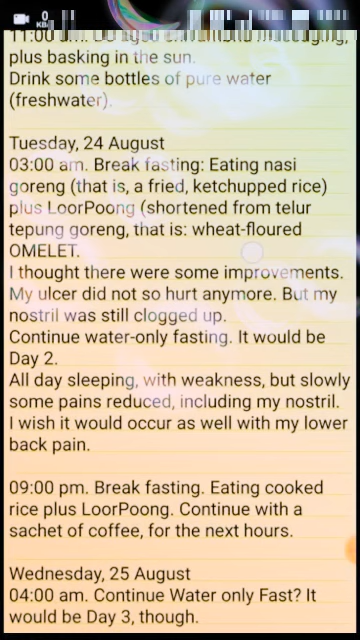 0
KB/
11:00 am.
plus basking in the sun.
Drink some bottles of pure water
(freshwater).
Tuesday, 24 August
03:00 am. Break fasting: Eating nasi
goreng (that is, a fried, ketchupped rice)
plus LoorPoong (shortened from telur
tepung goreng, that is: wheat-floured
OMELET.
I thought there were some improvements.
My ulcer did not so hurt anymore. But my
nostril was still clogged up.
Continue water-only fasting. It would be
Day 2.
All day sleeping, with weakness, but slowly
some pains reduced, including my nostril.
I wish it would occur as well with my lower
back pain.
09:00 pm. Break fasting. Eating cooked
rice plus LoorPoong. Continue with a
sachet of coffee, for the next hours.
Wednesday, 25 August
04:00 am. Continue Water only Fast? It
would be Day 3, though.